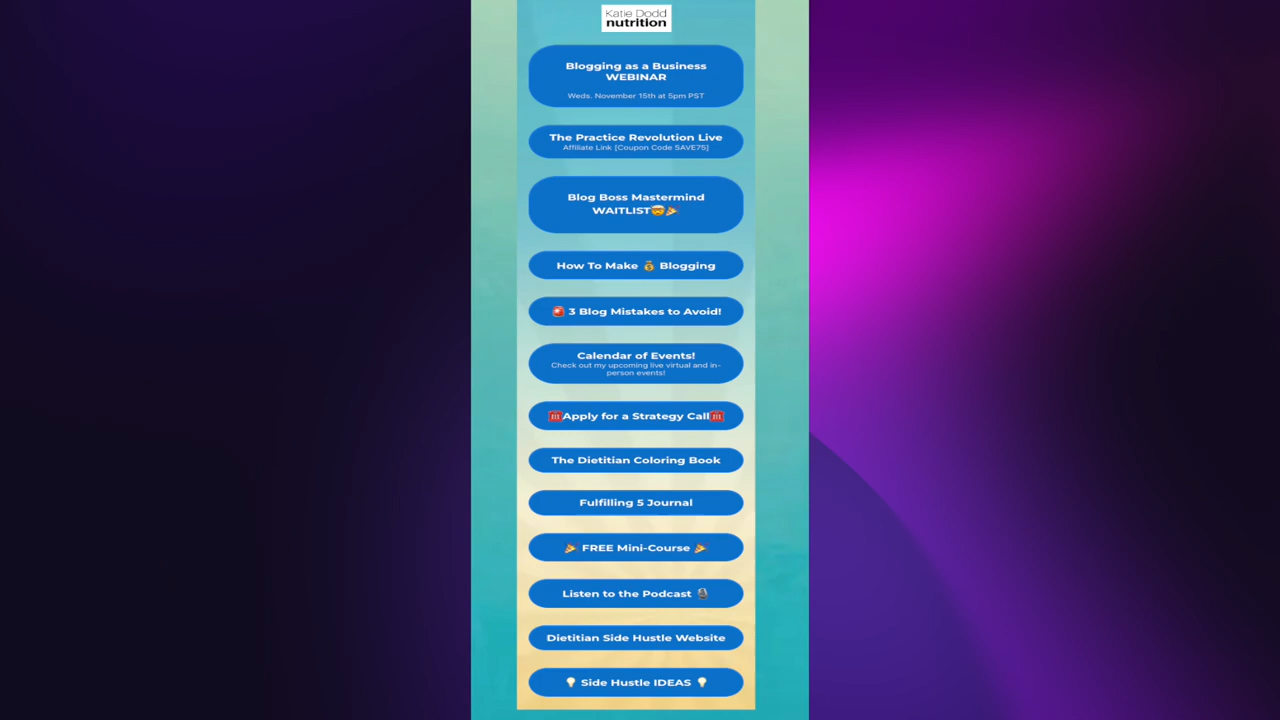 Katie Dodd
nutrition
Blogging as a Business
WEBINAR
Weds. November 15th at 5pm PST
The Practice Revolution Live
Affiliate Link [Coupon Code SAVE75]
Blog Boss Mastermind
WAITLIST🤯🎉
How To Make 💰 Blogging
🚨 3 Blog Mistakes to Avoid!
Calendar of Events!
Check out my upcoming live virtual and in-
person events!
🧰Apply for a Strategy Call🧰
The Dietitian Coloring Book
Fulfilling 5 Journal
🎉 FREE Mini-Course 🎉
Listen to the Podcast 🎙️
Dietitian Side Hustle Website
💡 Side Hustle IDEAS 💡